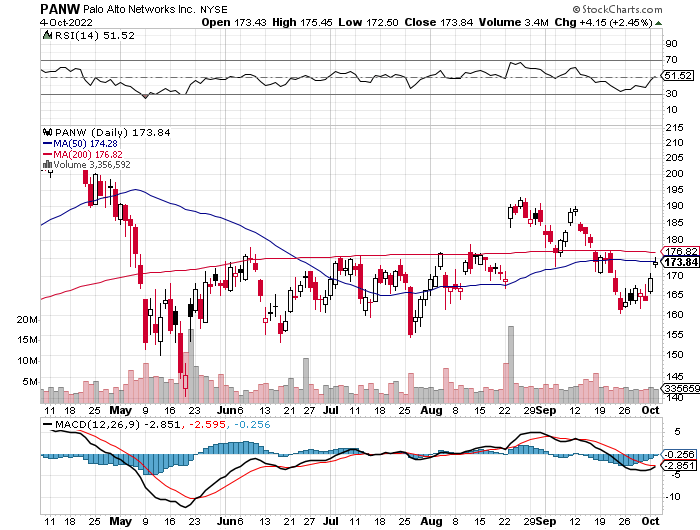 PANW Palo Alto Networks Inc. NYSE © StockCharts.com
4-Oct-2022 Open 173.43 High 175.45 Low 172.50 Close 173.84 Volume 3.4M Chg +4.15 (+2.45%)
RSI(14) 51.52
90
70
51.52
30
10
PANW (Daily) 173.84
MA(50) 174.28
MA(200) 176.82
Volume 3,356,592
215
210
205
200
195
190
185
180
176.82
173.84
170
165
160
155
150
145
140
20M
15M
10M
5M
3356592
11 18 25 May 9 16 23 Jun 6 13 21 27 Jul 11 18 25 Aug 8 15 22 Sep 12 19 26 Oct
MACD(12,26,9) -2.851, -2.595, -0.256
5
-0.256
-2.851
-5
-10
11 18 25 May 9 16 23 Jun 6 13 21 27 Jul 11 18 25 Aug 8 15 22 29 Sep 12 19 26 Oct